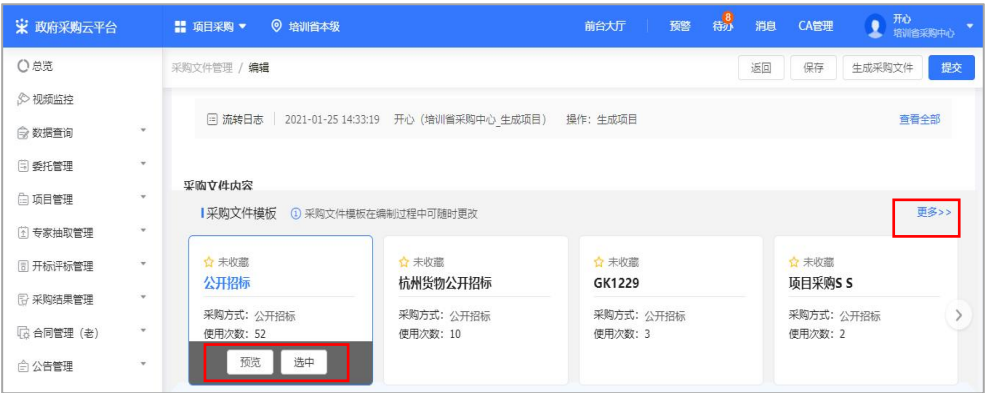 政府采购云平台 项目采购 培训省本级 前台大厅 预警 待办 8 消息 CA管理 开心
培训省采购中心
总览
采购文件管理 / 编辑 返回 保存 生成采购文件 提交
视频监控
流转日志 2021-01-25 14:33:19 开心（培训省采购中心_生成项目） 操作：生成项目 查看全部
数据查询
委托管理
采购文件内容
项目管理
采购文件模板 采购文件模板在编制过程中可随时更改 更多>>
专家抽取管理
开标评标管理
采购结果管理
合同管理（老）
公告管理
未收藏
公开招标
采购方式：公开招标
使用次数：52
预览 选中
未收藏
杭州货物公开招标
采购方式：公开招标
使用次数：10
未收藏
GK1229
采购方式：公开招标
使用次数：3
未收藏
项目采购S S
采购方式：公开招标
使用次数：2